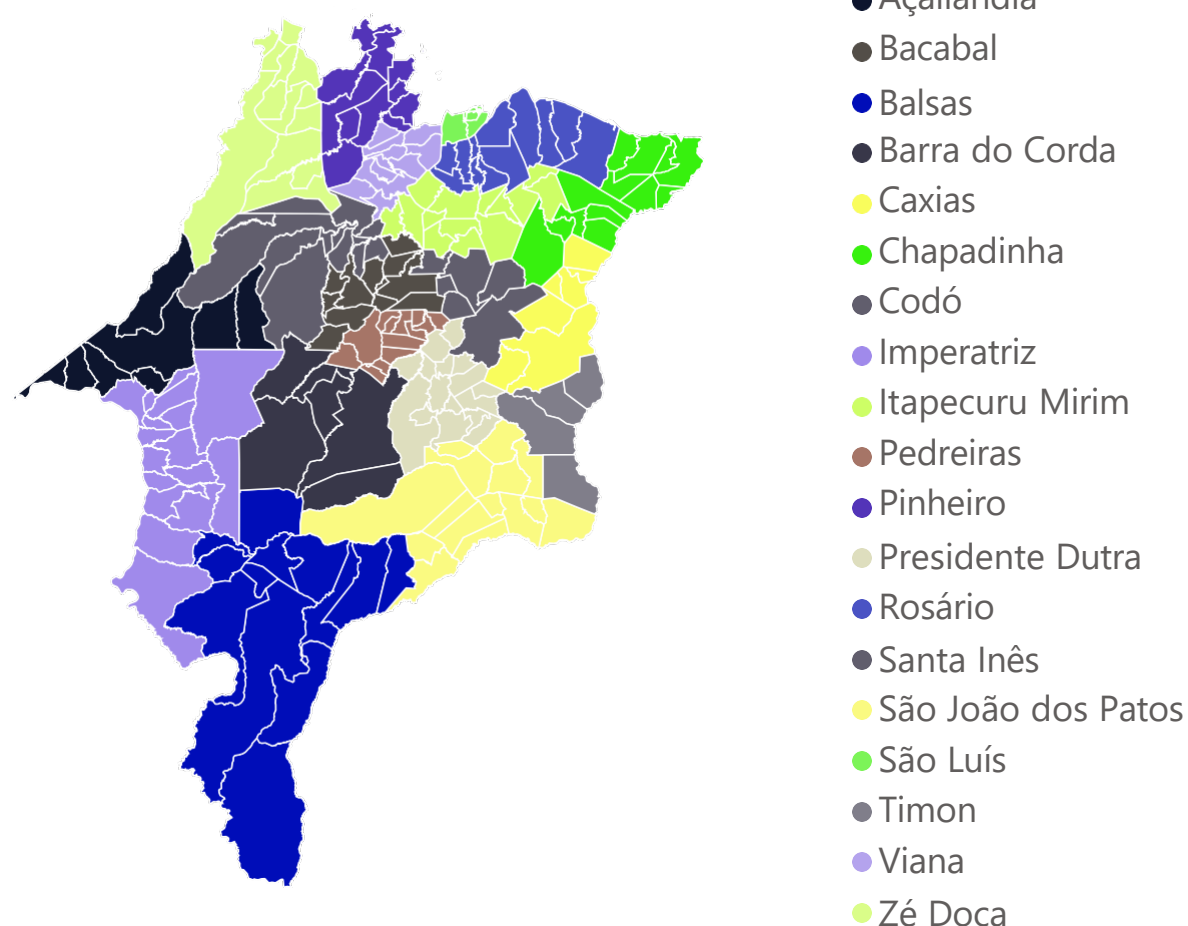 Açailândia
Bacabal
Balsas
Barra do Corda
Caxias
Chapadinha
Codó
Imperatriz
Itapecuru Mirim
Pedreiras
Pinheiro
Presidente Dutra
Rosário
Santa Inês
São João dos Patos
São Luís
Timon
Viana
Zé Doca